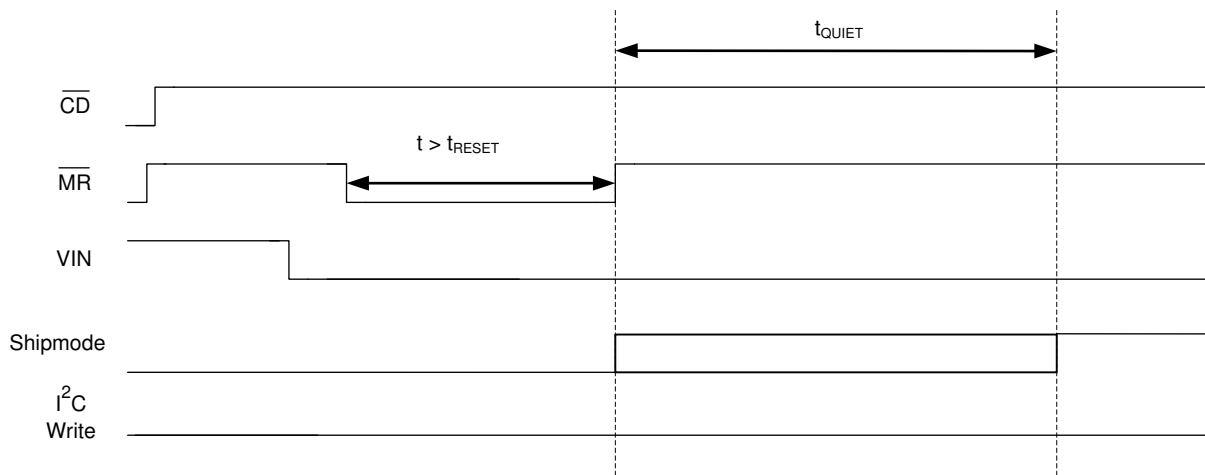 tQUIET
CD
t > tRESET
MR
VIN
Shipmode
I2C
Write